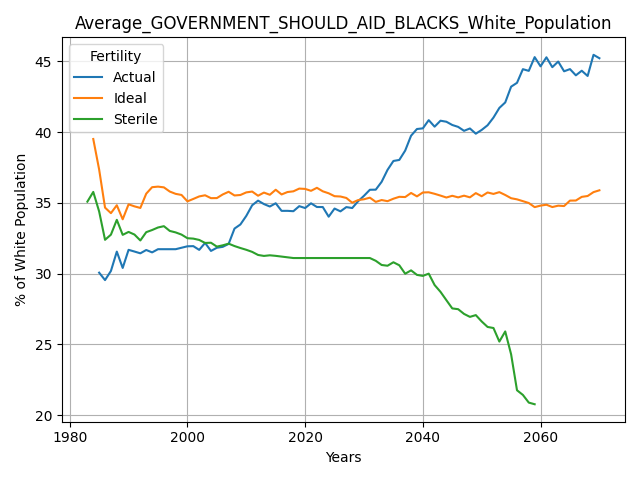 Average_GOVERNMENT_SHOULD_AID_BLACKS_White_Population
Fertility
Actual
Ideal
Sterile
% of White Population
45
40
35
30
25
20
1980
2000
2020
2040
2060
Years